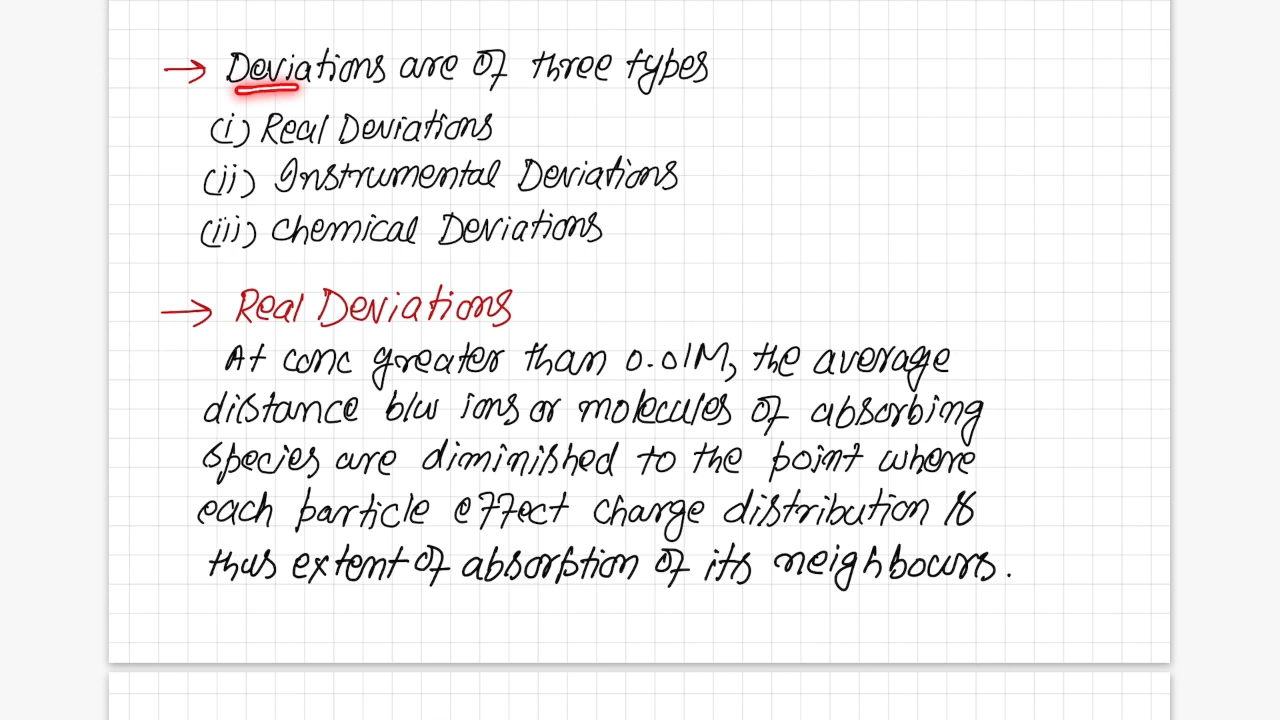 → Deviations are of three types
(i) Real Deviations
(ii) Instrumental Deviations
(iii) Chemical Deviations
→ Real Deviations
At conc greater than 0.01M, the average
distance b/w ions or molecules of absorbing
species are diminished to the point where
each particle effect charge distribution &
thus extent of absorption of its neighbours.